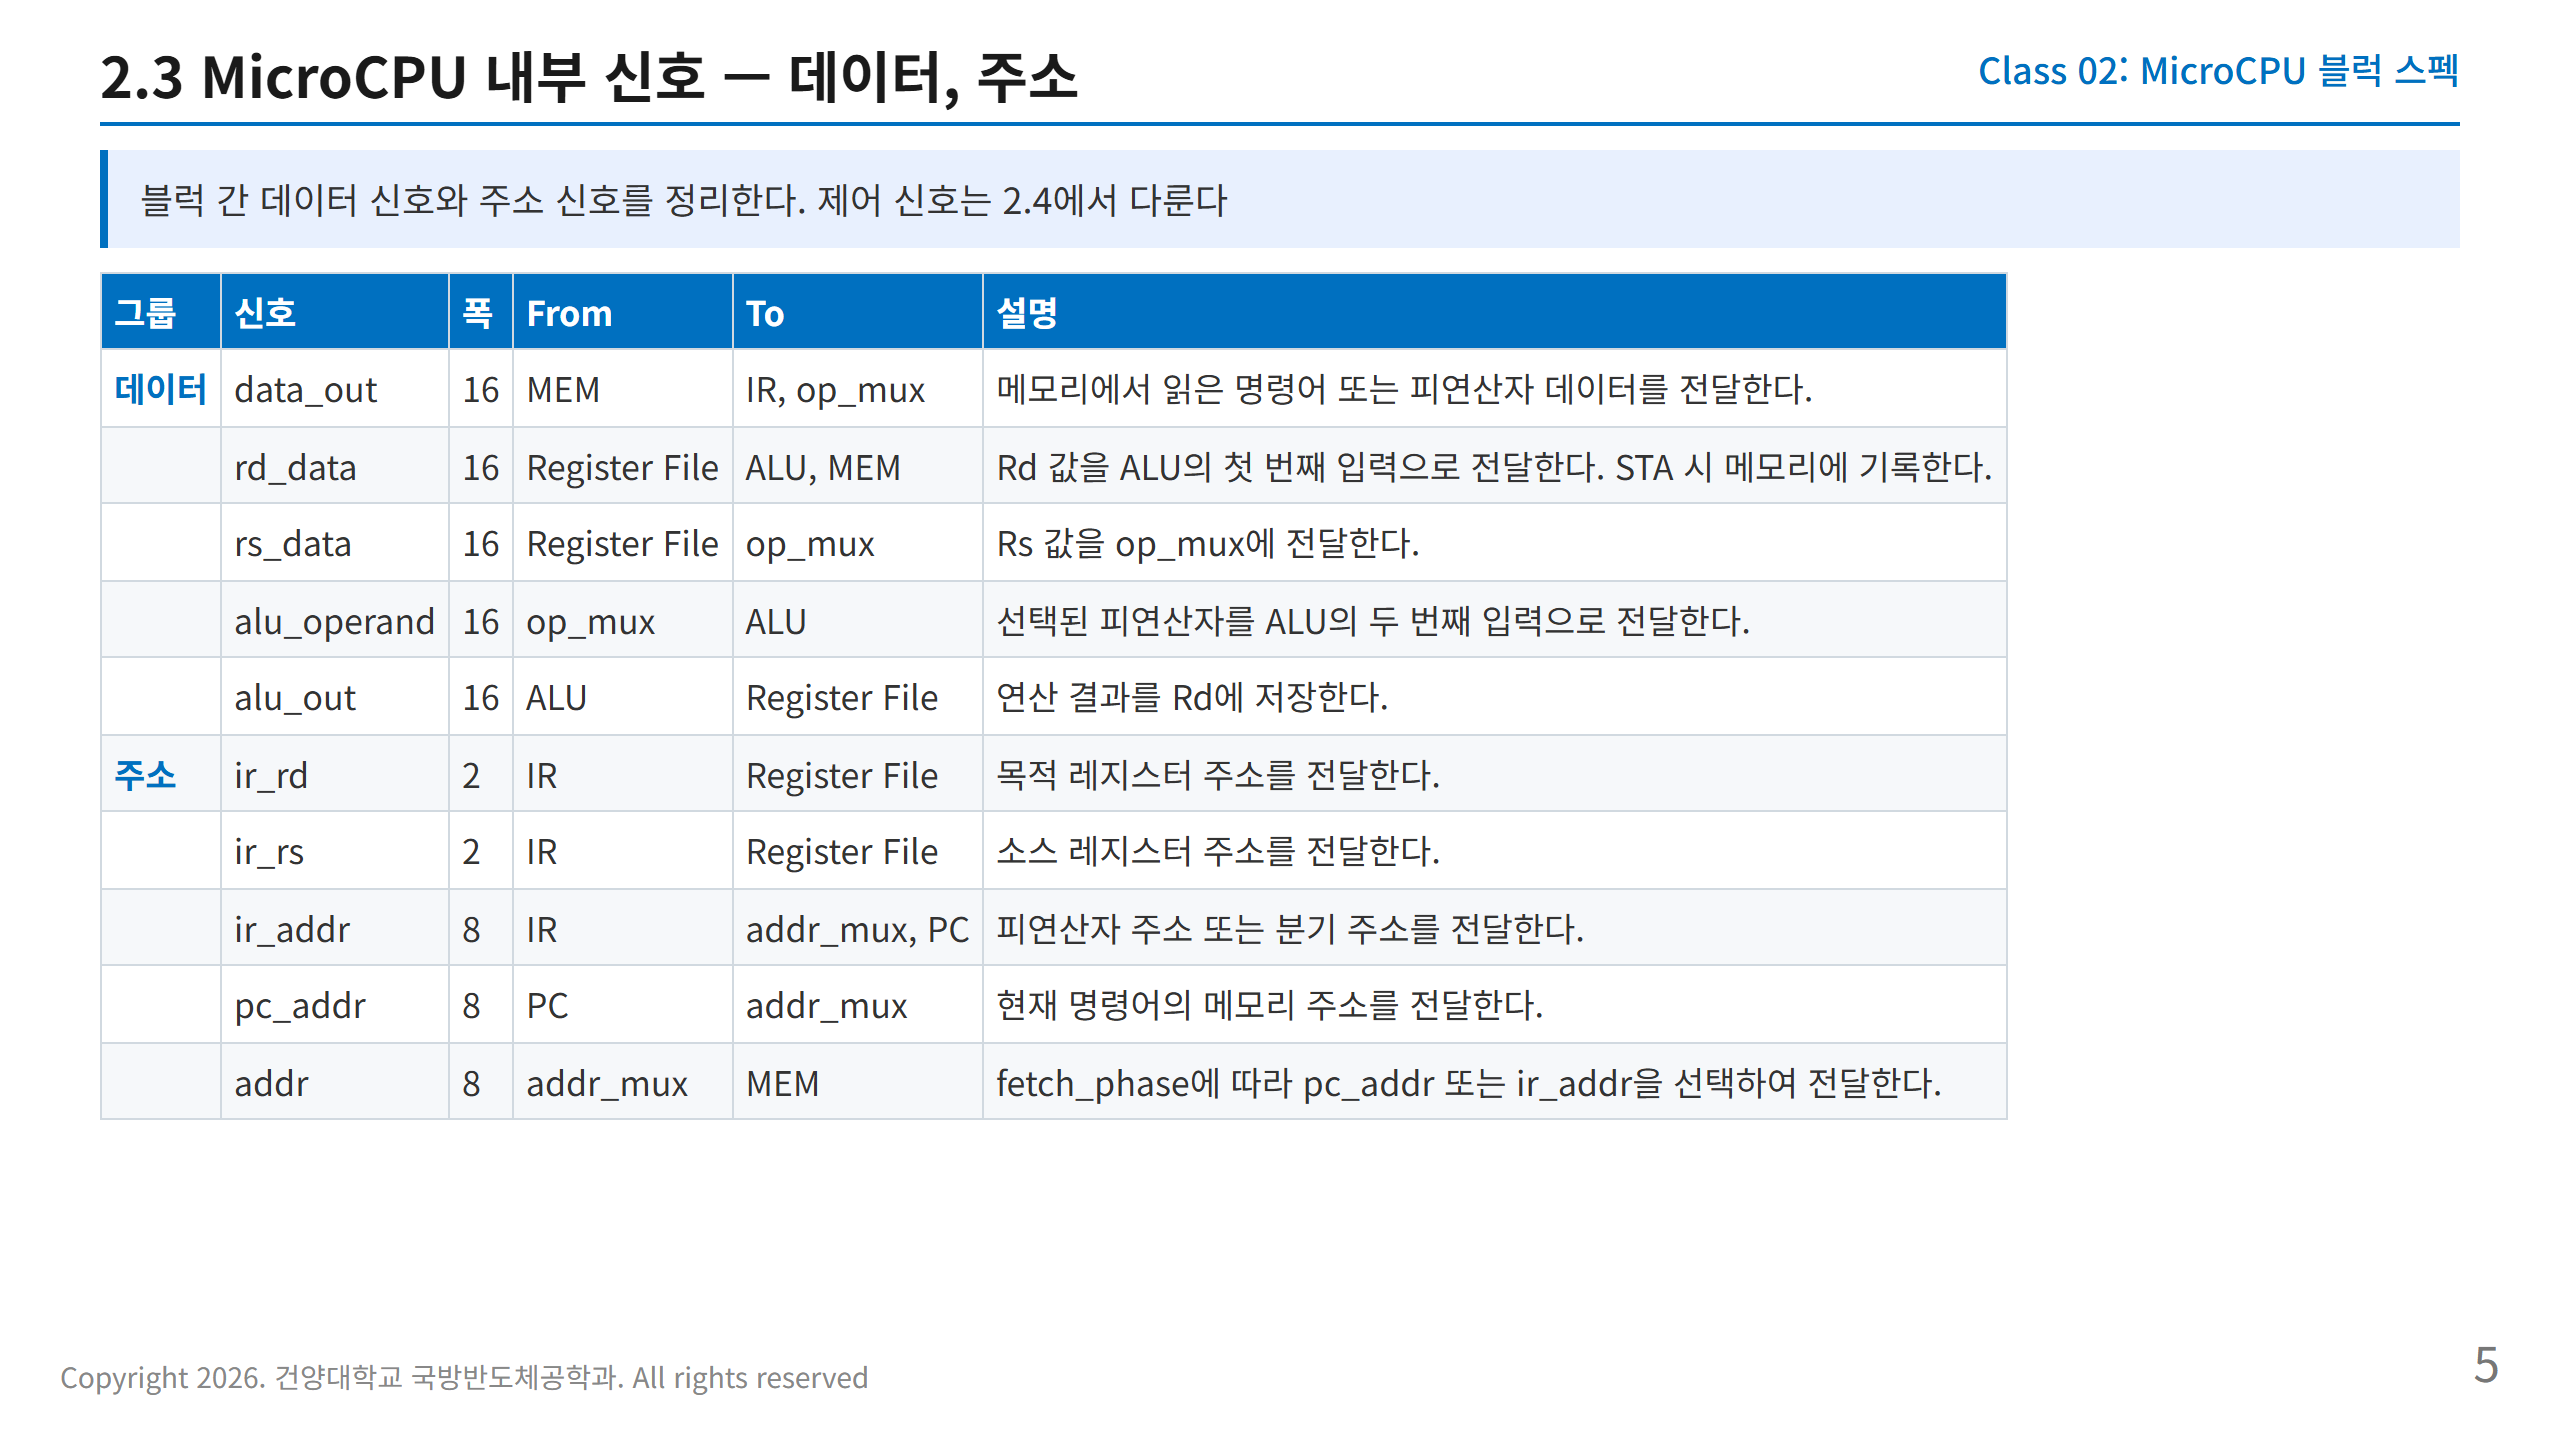 2.3 MicroCPU 내부 신호 — 데이터, 주소
Class 02: MicroCPU 블럭 스펙
블럭 간 데이터 신호와 주소 신호를 정리한다. 제어 신호는 2.4에서 다룬다
그룹 신호 폭 From To 설명
데이터 data_out 16 MEM IR, op_mux 메모리에서 읽은 명령어 또는 피연산자 데이터를 전달한다.
rd_data 16 Register File ALU, MEM Rd 값을 ALU의 첫 번째 입력으로 전달한다. STA 시 메모리에 기록한다.
rs_data 16 Register File op_mux Rs 값을 op_mux에 전달한다.
alu_operand 16 op_mux ALU 선택된 피연산자를 ALU의 두 번째 입력으로 전달한다.
alu_out 16 ALU Register File 연산 결과를 Rd에 저장한다.
주소 ir_rd 2 IR Register File 목적 레지스터 주소를 전달한다.
ir_rs 2 IR Register File 소스 레지스터 주소를 전달한다.
ir_addr 8 IR addr_mux, PC 피연산자 주소 또는 분기 주소를 전달한다.
pc_addr 8 PC addr_mux 현재 명령어의 메모리 주소를 전달한다.
addr 8 addr_mux MEM fetch_phase에 따라 pc_addr 또는 ir_addr을 선택하여 전달한다.
Copyright 2026. 건양대학교 국방반도체공학과. All rights reserved
5